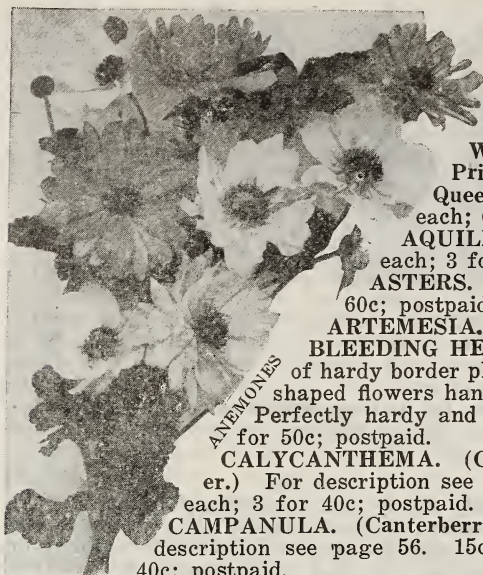 W
Pri
Quee
each;
AQUILE
each; 3 fo
ASTERS.
60c; postpaid
ARTEMESIA.
BLEEDING HE
of hardy border pl
shaped flowers han
Perfectly hardy and
for 50c; postpaid.
ANEMONES
CALYCANTHEMA. (C
er.) For description see
each; 3 for 40c; postpaid.
CAMPANULA. (Canterberr
description see page 56. 15c
40c; postpaid.